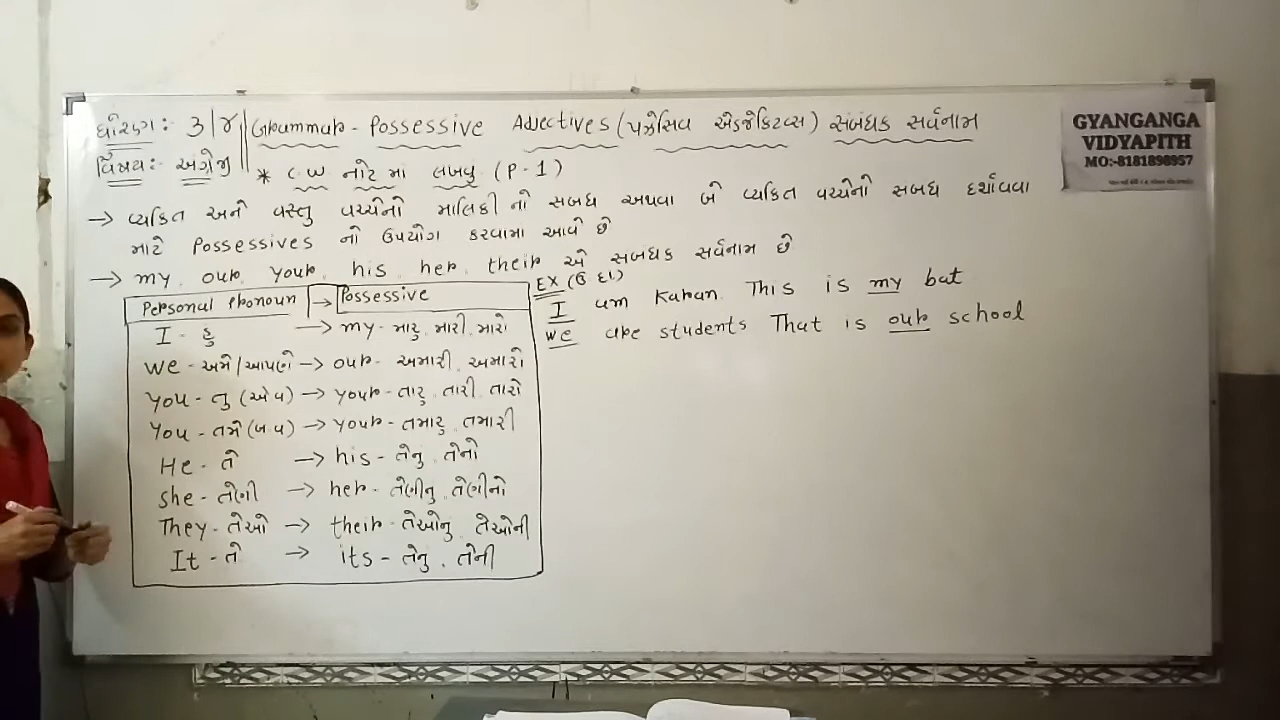 ધોરણ: ૩|૪ || Grammar - Possessive Adjectives (પઝેસિવ એડજેક્ટિવ્સ) સંબંધક સર્વનામ
વિષય: અંગ્રેજી || * C.W નોટ માં લખવુ (P-1)
→ વ્યકિત અને વસ્તુ વચ્ચેનો માલિકી નો સબંધ અથવા બે વ્યકિત વચ્ચેનો સબંધ દર્શાવવા
માટે Possessives નો ઉપયોગ કરવામા આવે છે
→ my, our, your, his, her, their એ સબંધક સર્વનામ છે
Personal Pronoun → Possessive
I - હુ → my - મારુ, મારી, મારો
We - અમે/આપણે → our - અમારી, અમારો
You - તુ (એ વ) → your - તારુ, તારી, તારો
You - તમે (બ વ) → your - તમારુ, તમારી
He - તે → his - તેનુ, તેનો
She - તેણી → her - તેણીનુ, તેણીનો
They - તેઓ → their - તેઓનુ, તેઓની
It - તે → its - તેનુ, તેની
EX (ઉ દા)
I am Karan. This is my bat
We are students That is our school
GYANGANGA
VIDYAPITH
MO:-8181898957